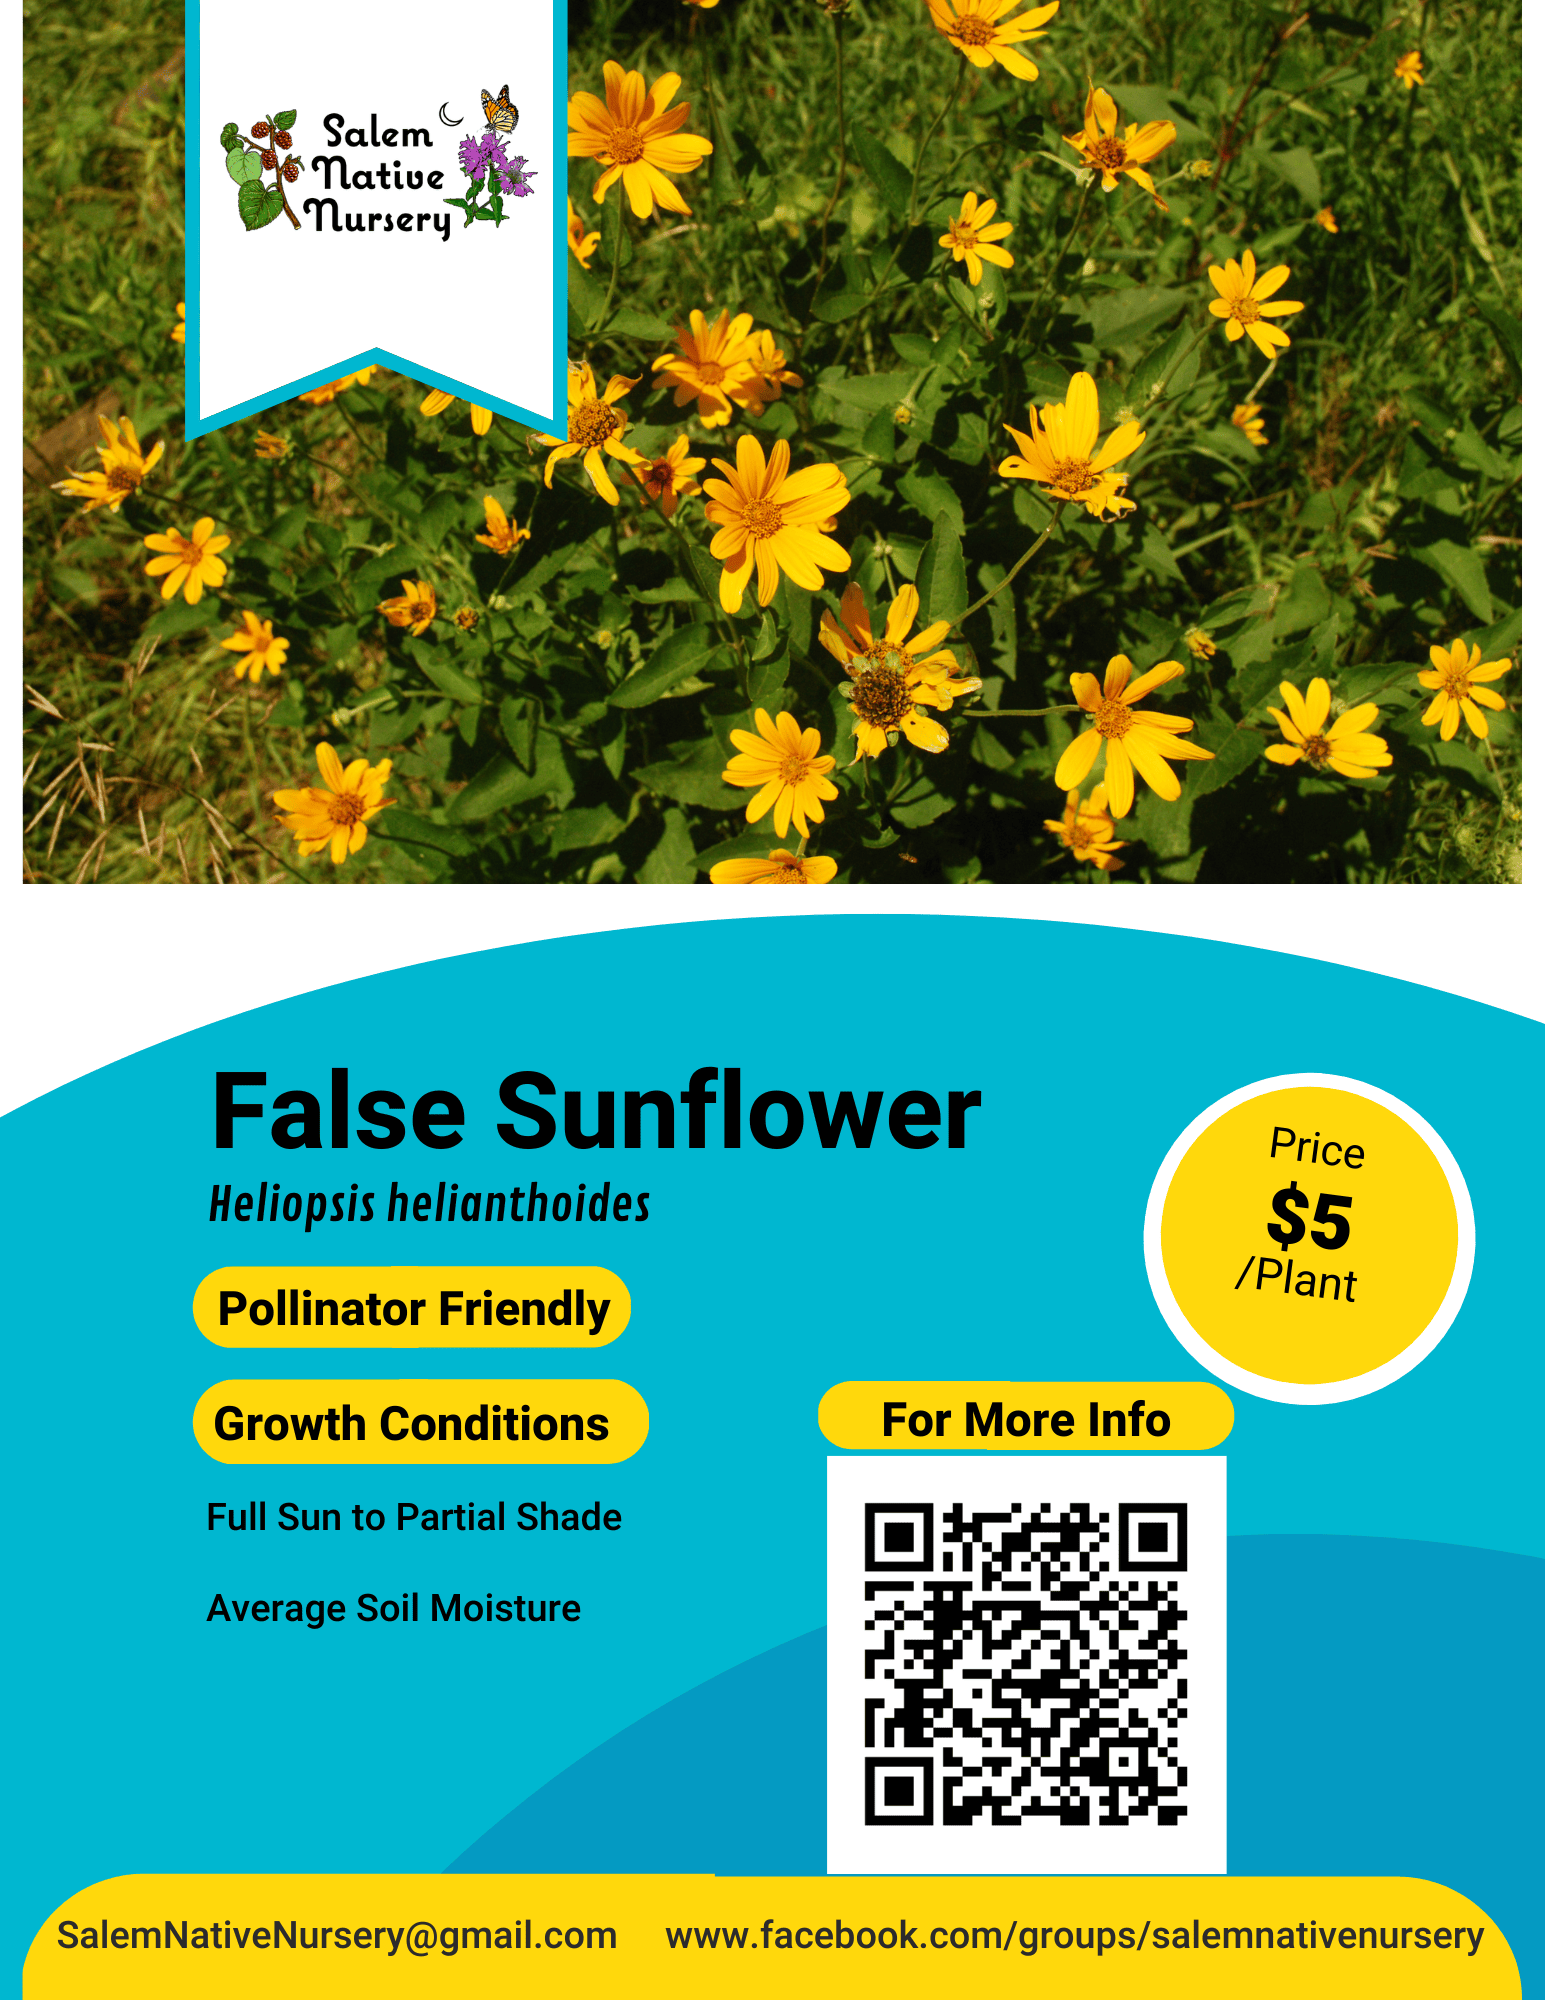 Salem
Native
Nursery
False Sunflower
Heliopsis helianthoides
Price
$5
/Plant
Pollinator Friendly
Growth Conditions
Full Sun to Partial Shade
Average Soil Moisture
For More Info
SalemNativeNursery@gmail.com
www.facebook.com/groups/salemnativenursery